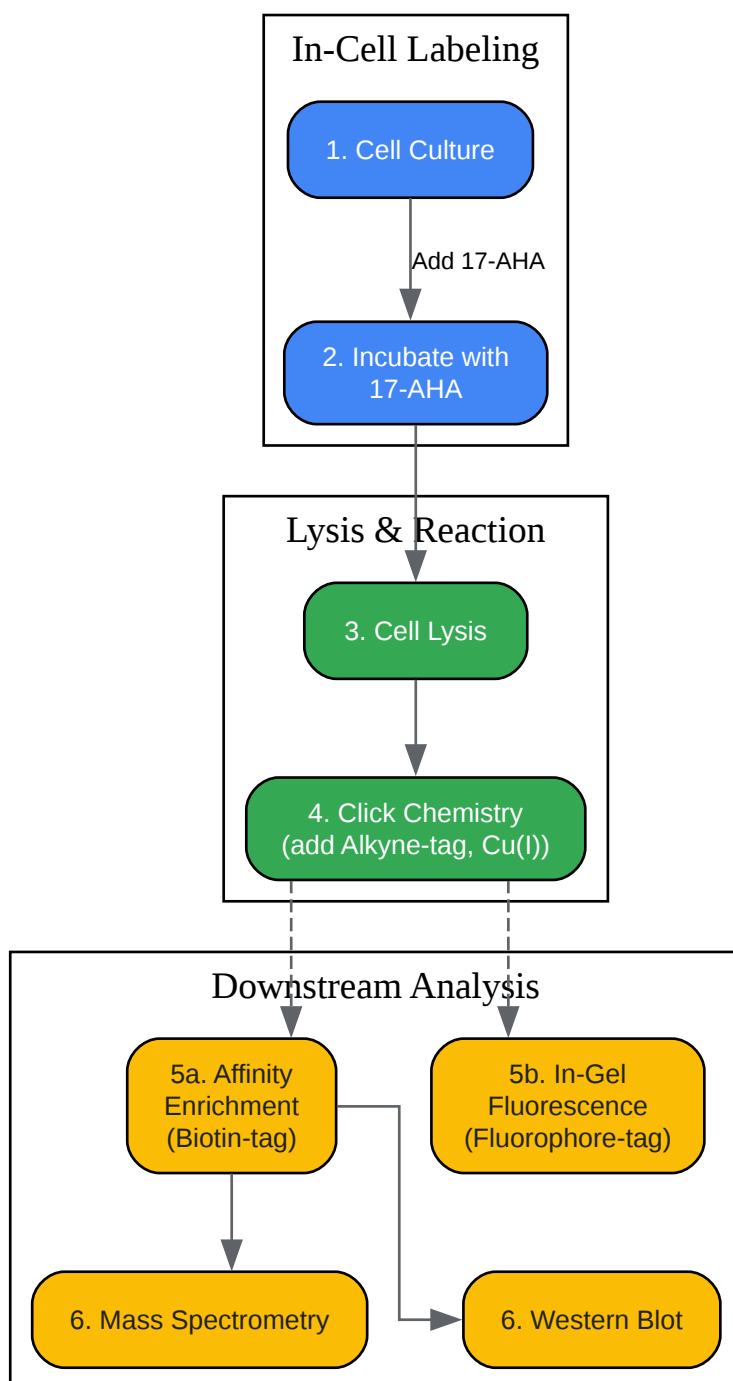 In-Cell Labeling
1. Cell Culture
Add 17-AHA
2. Incubate with
17-AHA
Lysis & Reaction
3. Cell Lysis
4. Click Chemistry
(add Alkyne-tag, Cu(I))
Downstream Analysis
5a. Affinity
Enrichment
(Biotin-tag)
5b. In-Gel
Fluorescence
(Fluorophore-tag)
6. Mass Spectrometry
6. Western Blot